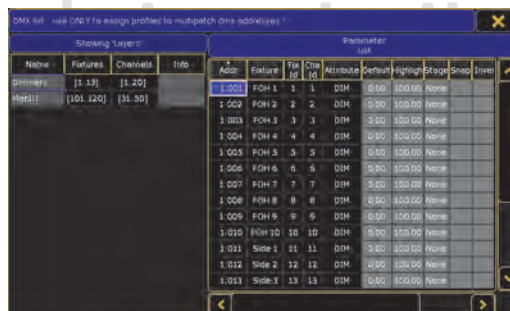 DMX list use ONLY to assign profiles to multipatch dmx addresses !
Showing "Layers"
Name Fixtures Channels Info
Dimmers [1.13] [1.20]
[101.120] [31.50]
Parameter
List
Addr Fixture Fix Id Cha Id Attribute Default Highligh Stage Snap Inver
1.001 FOH 1 1 1 DIM 0.00 100.00 None
1.002 FOH 2 2 2 DIM 0.00 100.00 None
1.003 FOH 3 3 3 DIM 0.00 100.00 None
1.004 FOH 4 4 4 DIM 0.00 100.00 None
1.005 FOH 5 5 5 DIM 0.00 100.00 None
1.006 FOH 6 6 6 DIM 0.00 100.00 None
1.007 FOH 7 7 7 DIM 0.00 100.00 None
1.008 FOH 8 8 8 DIM 0.00 100.00 None
1.009 FOH 9 9 9 DIM 0.00 100.00 None
1.010 FOH 10 10 10 DIM 0.00 100.00 None
1.011 Side 1 11 11 DIM 0.00 100.00 None
1.012 Side 2 12 12 DIM 0.00 100.00 None
1.013 Side 3 13 13 DIM 0.00 100.00 None